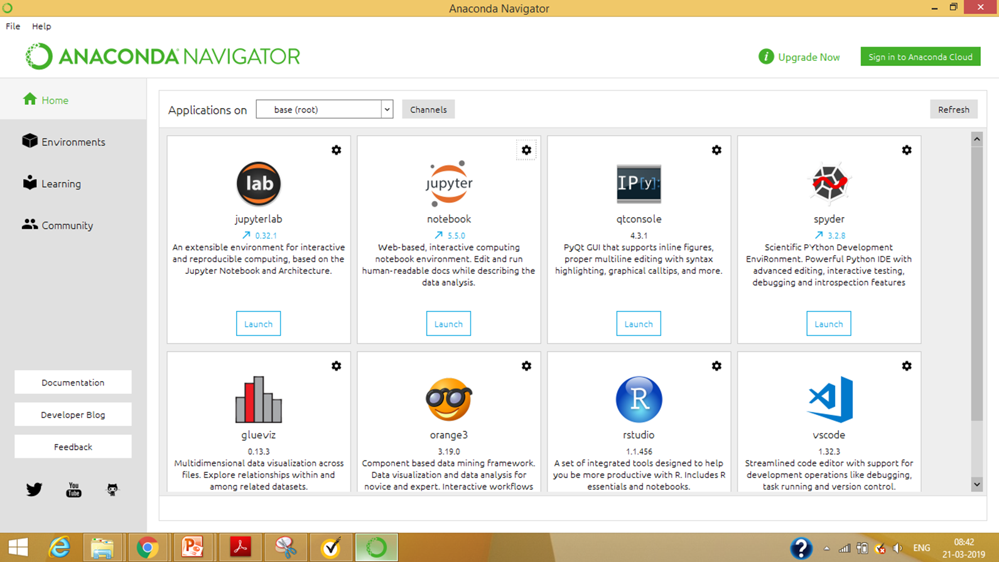 Anaconda Navigator
File Help
ANACONDA NAVIGATOR
i Upgrade Now
Sign in to Anaconda Cloud
Home
Environments
Learning
Community
Documentation
Developer Blog
Feedback
You
Tube
Applications on base (root) Channels Refresh
lab
jupyterlab
0.32.1
An extensible environment for interactive
and reproducible computing, based on the
Jupyter Notebook and Architecture.
Launch
jupyter
notebook
5.5.0
Web-based, interactive computing
notebook environment. Edit and run
human-readable docs while describing the
data analysis.
Launch
IP[y]:
qtconsole
4.3.1
PyQt GUI that supports inline figures,
proper multiline editing with syntax
highlighting, graphical calltips, and more.
Launch
spyder
3.2.8
Scientific PYthon Development
EnviRonment. Powerful Python IDE with
advanced editing, interactive testing,
debugging and introspection features
Launch
glueviz
0.13.3
Multidimensional data visualization across
files. Explore relationships within and
among related datasets.
orange3
3.19.0
Component based data mining framework.
Data visualization and data analysis for
novice and expert. Interactive workflows
R
rstudio
1.1.456
A set of integrated tools designed to help
you be more productive with R. Includes R
essentials and notebooks.
vscode
1.32.3
Streamlined code editor with support for
development operations like debugging,
task running and version control.
ENG
08:42
21-03-2019